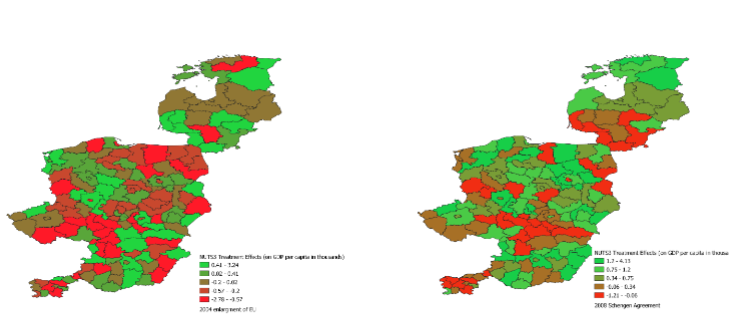 NUTS3 Treatment Effects (on GDP per capita in thousands)
0.41 - 3.24
0.02 - 0.41
-0.2 - 0.02
-0.57 - -0.2
-2.78 - -0.57
2004 enlargment of EU
NUTS3 Treatment Effects (on GDP per capita in thousa
1.2 - 4.13
0.75 - 1.2
0.34 - 0.75
-0.06 - 0.34
-1.21 - -0.06
2008 Schengen Agreement